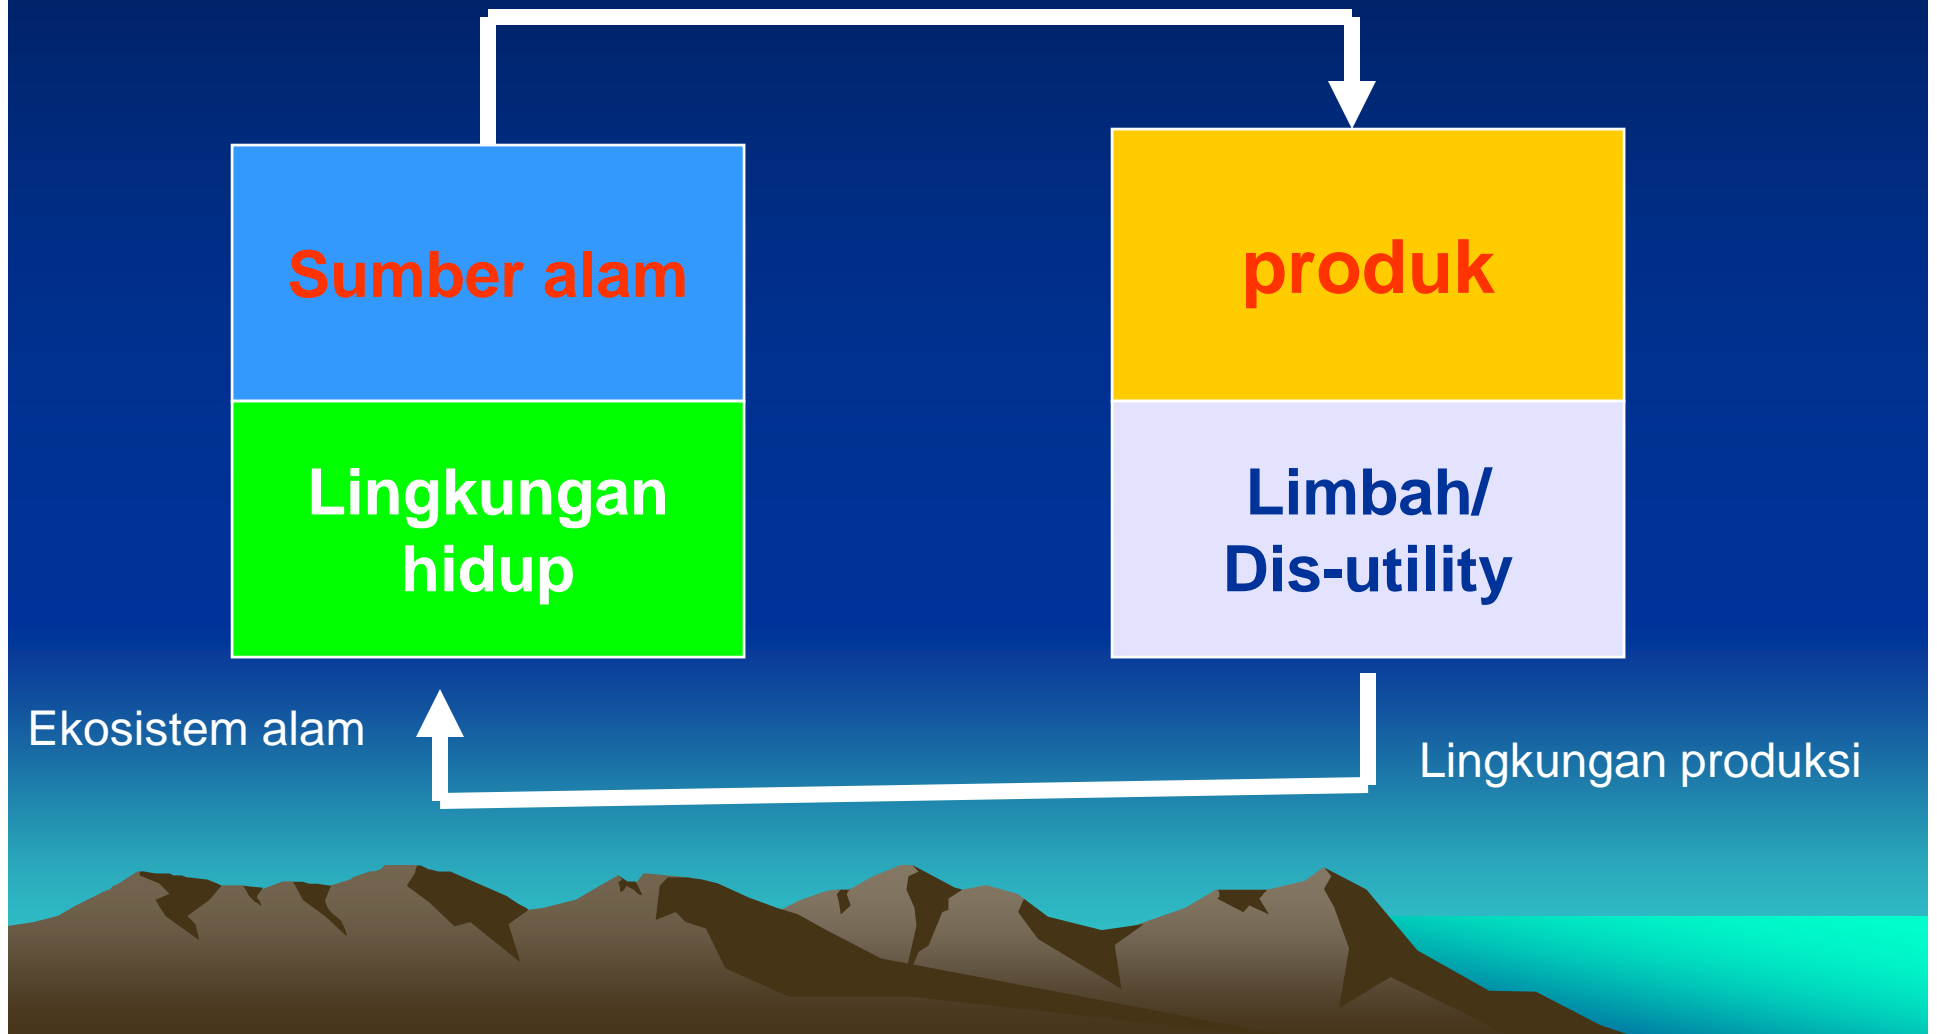 Sumber alam
produk
Lingkungan
hidup
Limbah/
Dis-utility
Ekosistem alam
Lingkungan produksi